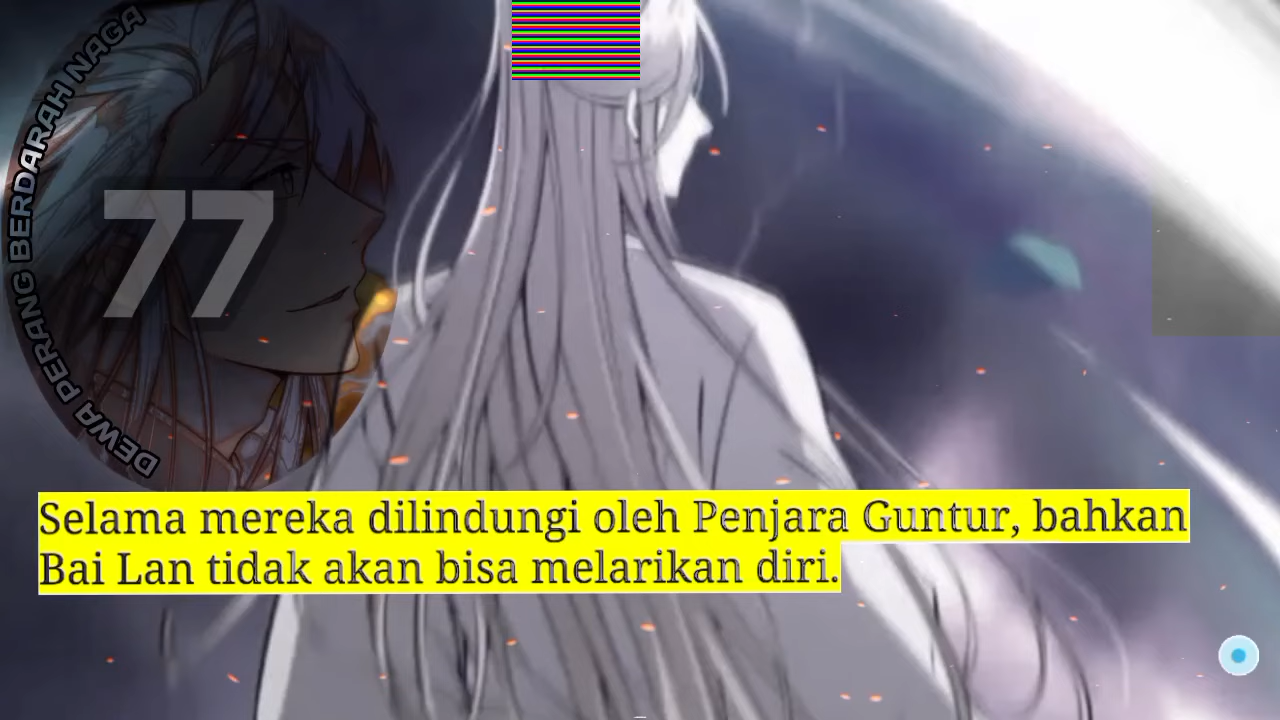 DEWA PERANG BERDARAH NAGA
77
Selama mereka dilindungi oleh Penjara Guntur, bahkan
Bai Lan tidak akan bisa melarikan diri.